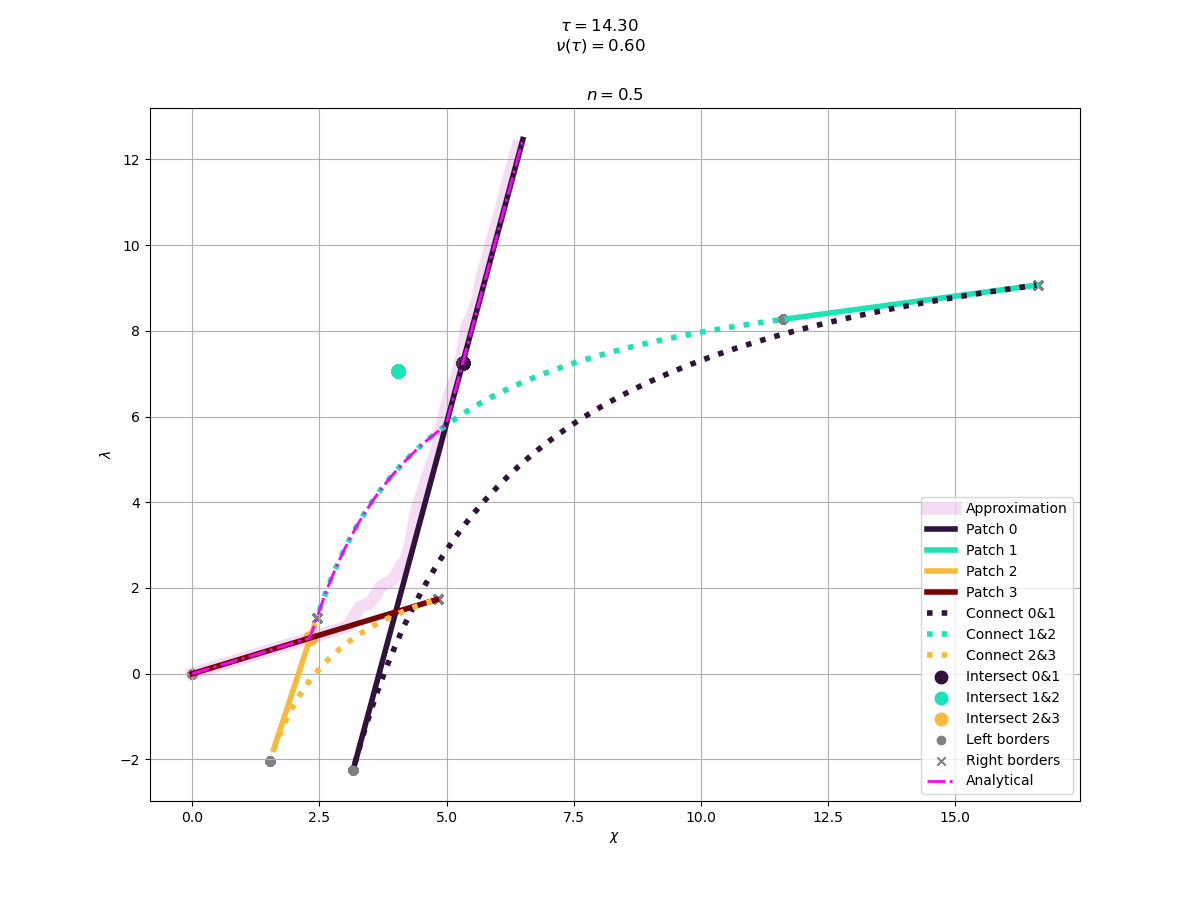 τ = 14.30
ν(τ) = 0.60
n = 0.5
12
10
8
6
4
2
0
−2
λ
0.0 2.5 5.0 7.5 10.0 12.5 15.0
χ
Approximation
Patch 0
Patch 1
Patch 2
Patch 3
Connect 0&1
Connect 1&2
Connect 2&3
Intersect 0&1
Intersect 1&2
Intersect 2&3
Left borders
Right borders
Analytical